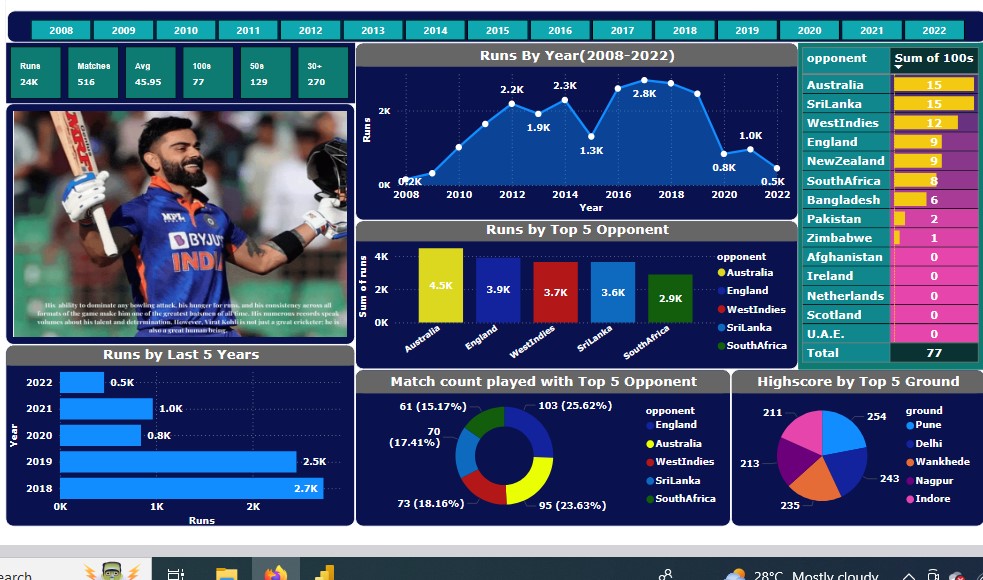 2008 2009 2010 2011 2012 2013 2014 2015 2016 2017 2018 2019 2020 2021 2022
Runs
24K
Matches
516
Avg
45.95
100s
77
50s
129
30+
270
MRF
MPL
BYJU'
INDI
His ability to dominate any bowling attack, his hunger for runs, and his consistency across all
formats of the game make him one of the greatest batsmen of all time. His numerous records speak
volumes about his talent and determination. However, Virat Kohli is not just a great cricketer; he is
also a great human being.
Runs By Year(2008-2022)
Runs
2K
0K
0.2K
2.2K
1.9K
2.3K
1.3K
2.8K
0.8K
1.0K
0.5K
2008 2010 2012 2014 2016 2018 2020 2022
Year
opponent Sum of 100s
Australia 15
SriLanka 15
WestIndies 12
England 9
NewZealand 9
SouthAfrica 8
Bangladesh 6
Pakistan 2
Zimbabwe 1
Afghanistan 0
Ireland 0
Netherlands 0
Scotland 0
U.A.E. 0
Total 77
Runs by Top 5 Opponent
Sum of runs
4K
2K
0K
4.5K 3.9K 3.7K 3.6K 2.9K
Australia England WestIndies SriLanka SouthAfrica
opponent
Australia
England
WestIndies
SriLanka
SouthAfrica
Runs by Last 5 Years
Year
2022 0.5K
2021 1.0K
2020 0.8K
2019 2.5K
2018 2.7K
0K 1K 2K
Runs
Match count played with Top 5 Opponent
61 (15.17%)
103 (25.62%)
70
(17.41%)
73 (18.16%)
95 (23.63%)
opponent
England
Australia
WestIndies
SriLanka
SouthAfrica
Highscore by Top 5 Ground
211
254
213
243
235
ground
Pune
Delhi
Wankhede
Nagpur
Indore
earch
28°C Mostly cloudy